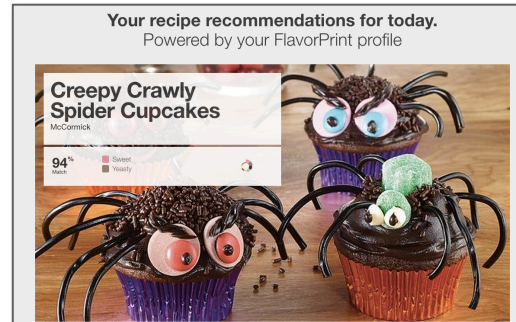 Your recipe recommendations for today.
Powered by your FlavorPrint profile
Creepy Crawly
Spider Cupcakes
McCormick
94%
Match
Sweet
Yeasty